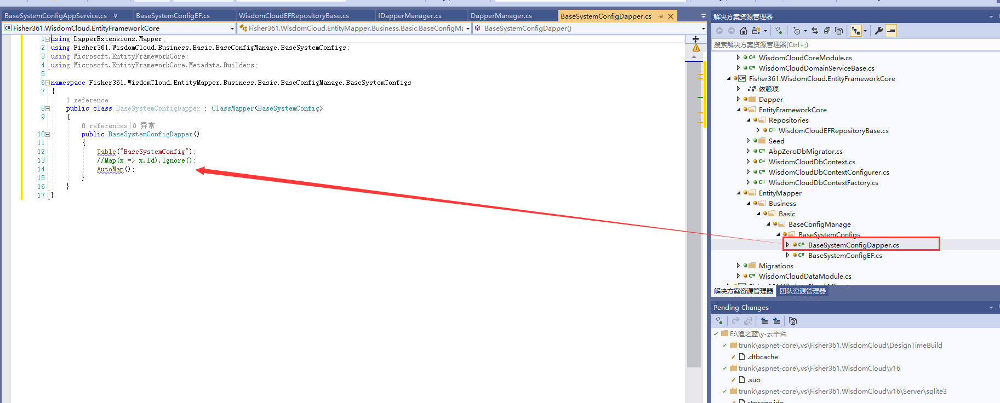 BaseSystemConfigAppService.cs
BaseSystemConfigEF.cs
WisdomCloudEFRepositoryBase.cs
IDapperManager.cs
DapperManager.cs
BaseSystemConfigDapper.cs
Fisher361.WisdomCloud.EntityFrameworkCore
Fisher361.WisdomCloud.EntityMapper.Business.Basic.BaseConfigMa
BaseSystemConfigDapper()
1 using DapperExtensions.Mapper;
2 using Fisher361.WisdomCloud.Business.Basic.BaseConfigManage.BaseSystemConfigs;
3 using Microsoft.EntityFrameworkCore;
4 using Microsoft.EntityFrameworkCore.Metadata.Builders;
5
6 namespace Fisher361.WisdomCloud.EntityMapper.Business.Basic.BaseConfigManage.BaseSystemConfigs
7 {
1 reference
8 public class BaseSystemConfigDapper : ClassMapper<BaseSystemConfig>
9 {
0 references|0 异常
10 public BaseSystemConfigDapper()
11 {
12 Table("BaseSystemConfig");
13 //Map(x => x.Id).Ignore();
14 AutoMap();
15 }
16 }
17 }
解决方案资源管理器
搜索解决方案资源管理器(Ctrl+;)
C# WisdomCloudCoreModule.cs
C# WisdomCloudDomainServiceBase.cs
C# Fisher361.WisdomCloud.EntityFrameworkCore
依赖项
Dapper
EntityFrameworkCore
Repositories
C# WisdomCloudEFRepositoryBase.cs
Seed
C# AbpZeroDbMigrator.cs
C# WisdomCloudDbContext.cs
C# WisdomCloudDbContextConfigurer.cs
C# WisdomCloudDbContextFactory.cs
EntityMapper
Business
Basic
BaseConfigManage
BaseSystemConfigs
C# BaseSystemConfigDapper.cs
C# BaseSystemConfigEF.cs
Migrations
C# WisdomCloudDataModule.cs
解决方案资源管理器
团队资源管理器
Pending Changes
E:\渔之蓝\y-云平台
trunk\aspnet-core\.vs\Fisher361.WisdomCloud\DesignTimeBuild
.dtbcache
trunk\aspnet-core\.vs\Fisher361.WisdomCloud\v16
.suo
trunk\aspnet-core\.vs\Fisher361.WisdomCloud\v16\Server\sqlite3
storage.ide